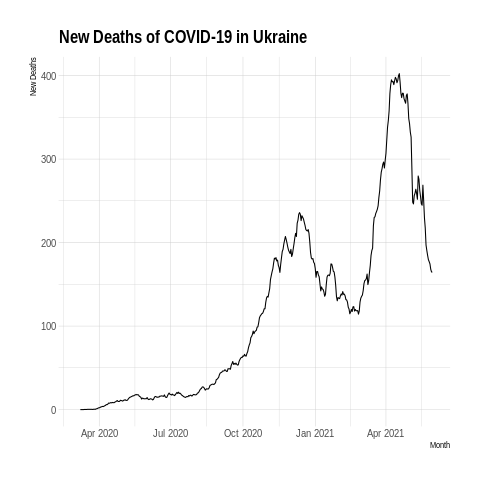 New Deaths of COVID-19 in Ukraine
New Deaths
400
300
200
100
0
Apr 2020 Jul 2020 Oct 2020 Jan 2021 Apr 2021
Month